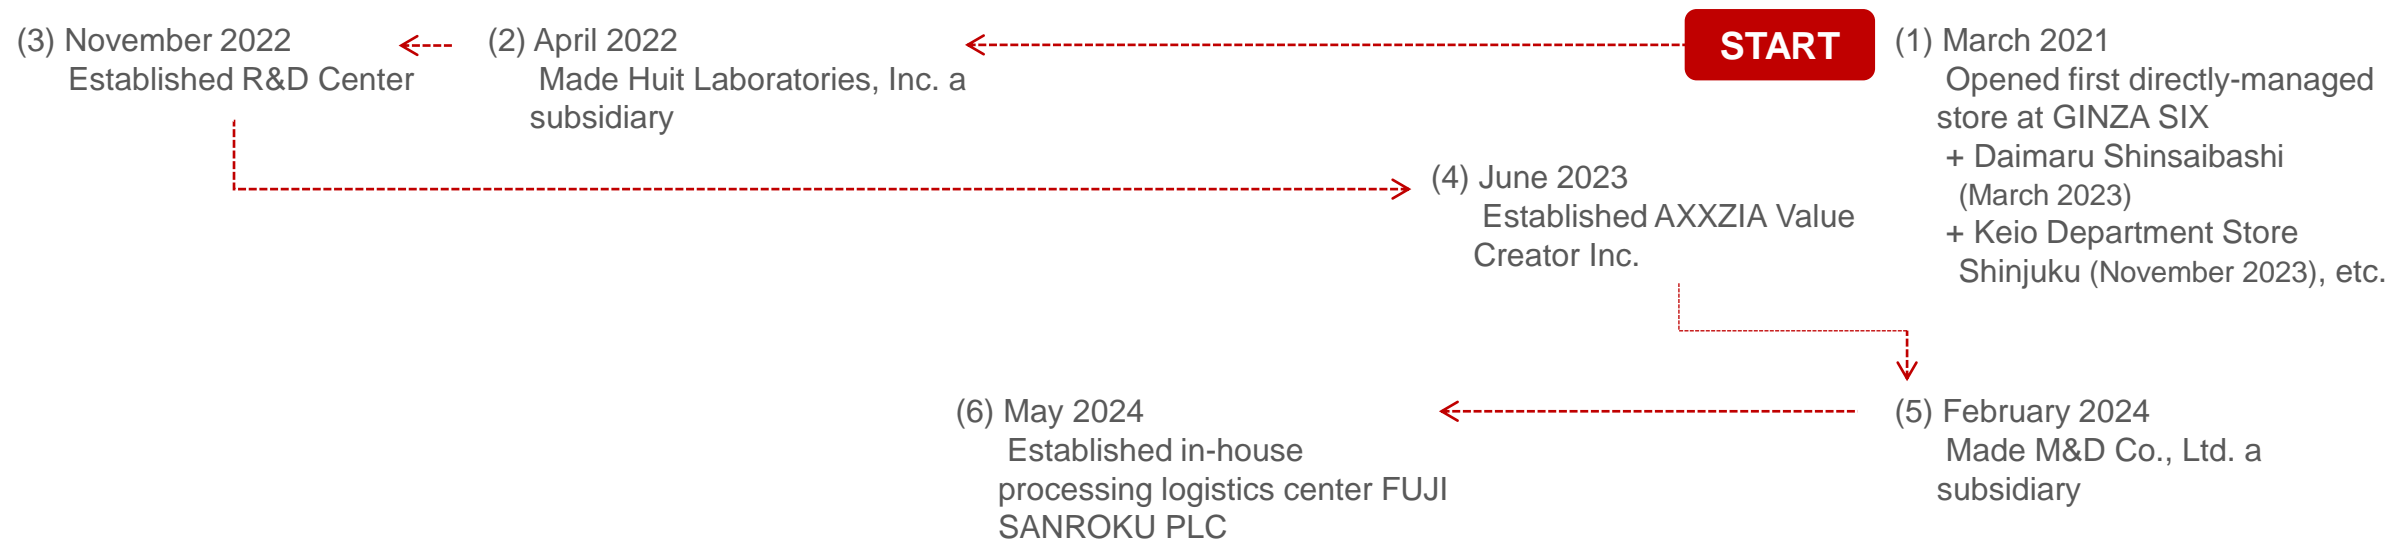 START
(1) March 2021
Opened first directly-managed
store at GINZA SIX
+ Daimaru Shinsaibashi
(March 2023)
+ Keio Department Store
Shinjuku (November 2023), etc.
(2) April 2022
Made Huit Laboratories, Inc. a
subsidiary
(3) November 2022
Established R&D Center
(4) June 2023
Established AXXZIA Value
Creator Inc.
(5) February 2024
Made M&D Co., Ltd. a
subsidiary
(6) May 2024
Established in-house
processing logistics center FUJI
SANROKU PLC